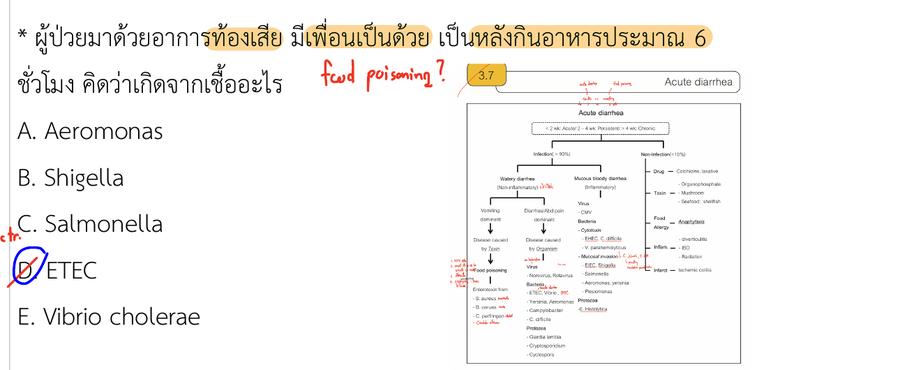 * ผู้ป่วยมาด้วยอาการท้องเสีย มีเพื่อนเป็นด้วย เป็นหลังกินอาหารประมาณ 6
ชั่วโมง คิดว่าเกิดจากเชื้ออะไร
food poisoning?
A. Aeromonas
B. Shigella
C. Salmonella
D. ETEC
E. Vibrio cholerae
3.7
Acute diarrhea
Acute diarrhea
< 2 wk: Acute/ 2 – 4 wk: Persistent/ > 4 wk: Chronic
Infection(> 90%)
Non-Infection(<10%)
Watery diarrhea
(Non-inflammatory)
Mucous bloody diarrhea
(Inflammatory)
Vomiting
dominant
Diarrhea/Abd pain
dominant
Disease caused
by Toxin
Disease caused
by Organism
Food poisoning
Enterotoxin from
- S. aureus
- B. cereus
- C. perfringen
Virus
- Norovirus, Rotavirus
Bacteria
- ETEC, Vibrio
- Yersinia, Aeromonas
- Campylobacter
- C. difficile
Protozoa
- Giardia lamblia
- Cryptosporidium
- Cyclospora
Virus
- CMV
Bacteria
- Cytotoxin
- EHEC, C. difficile
- V. parahemolyticus
- Mucosal invasion
- EIEC, Shigella
- Salmonella
- Aeromonas, yersinia
- Plesiomonas
Protozoa
- E. Histolytica
Drug
Colchicine, laxative
Toxin
- Organophosphate
- Mushroom
- Seafood, shellfish
Food
Allergy
Anaphylaxis
Inflam
- diverticulitis
- IBD
- Radiation
Infarct
Ischemic colitis